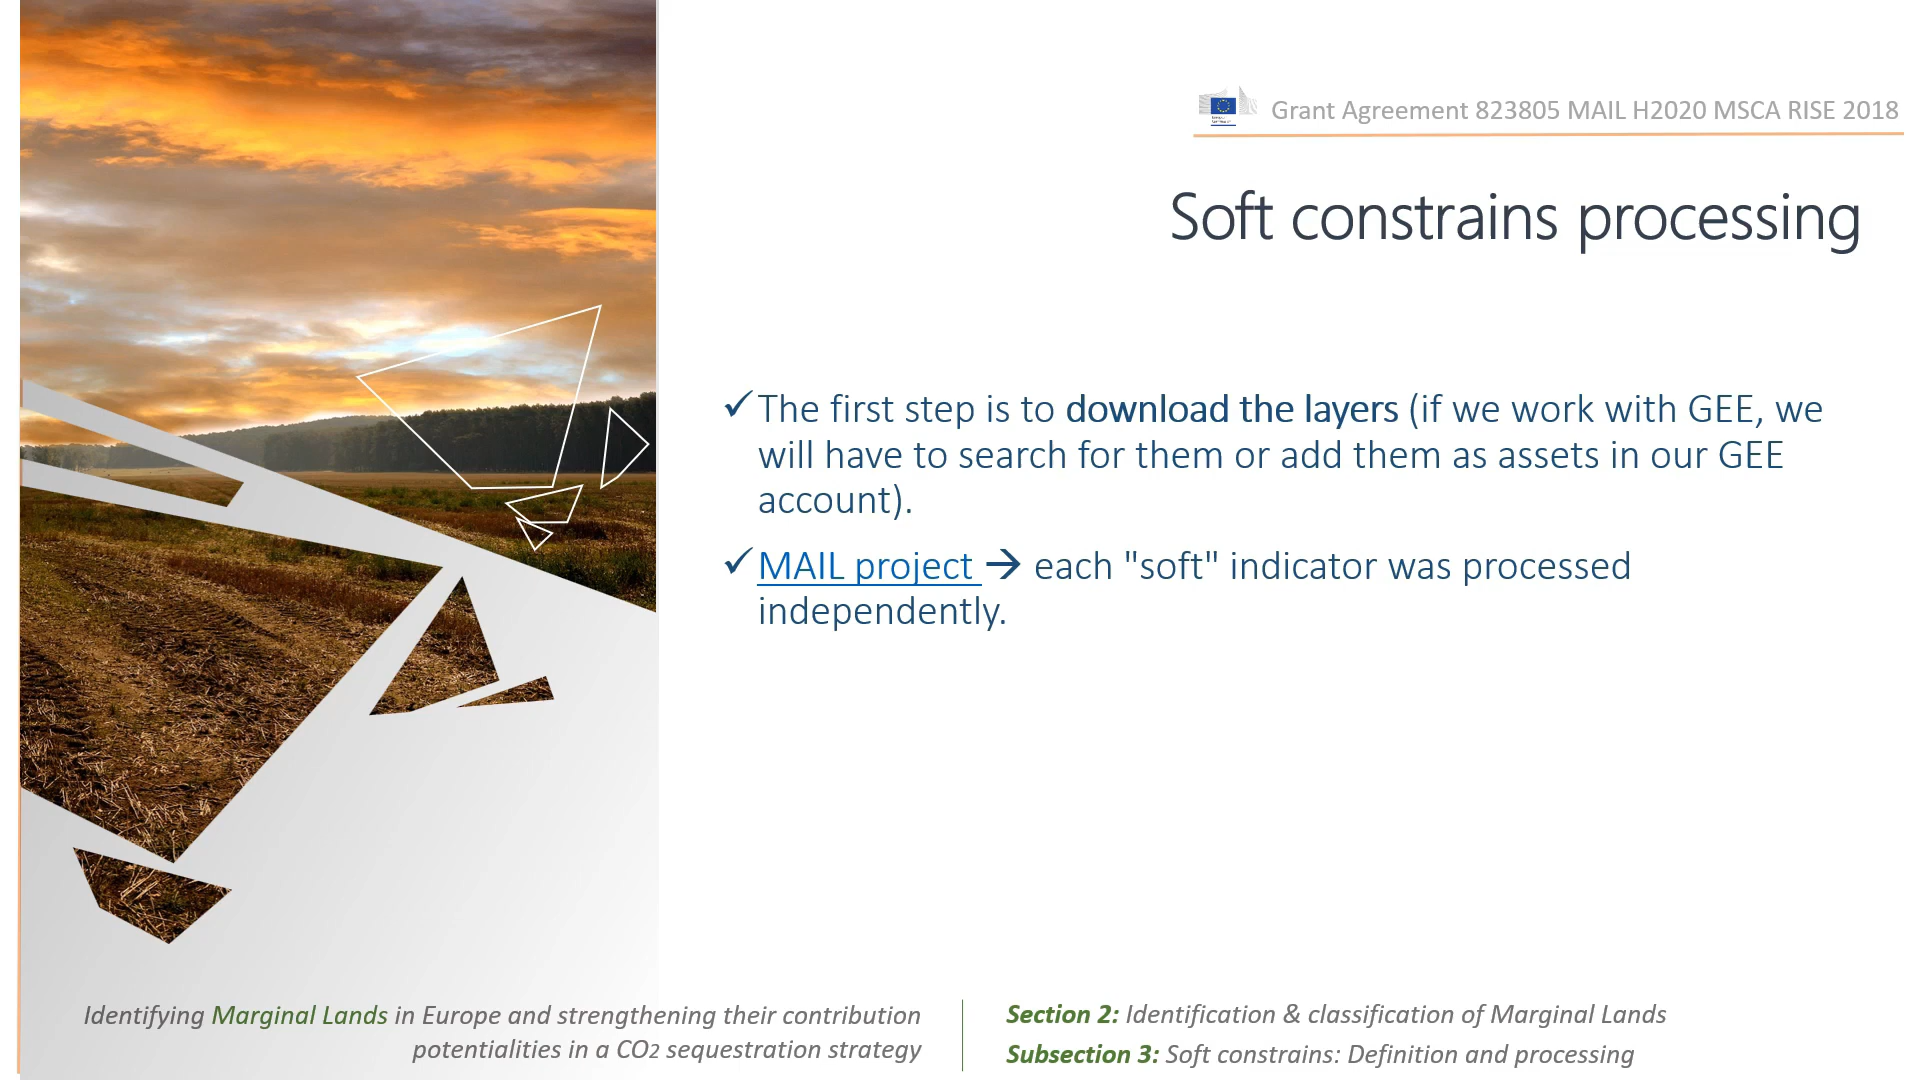 Grant Agreement 823805 MAIL H2020 MSCA RISE 2018
Soft constrains processing
✓ The first step is to download the layers (if we work with GEE, we
will have to search for them or add them as assets in our GEE
account).
✓ MAIL project → each "soft" indicator was processed
independently.
Identifying Marginal Lands in Europe and strengthening their contribution
potentialities in a CO2 sequestration strategy
Section 2: Identification & classification of Marginal Lands
Subsection 3: Soft constrains: Definition and processing